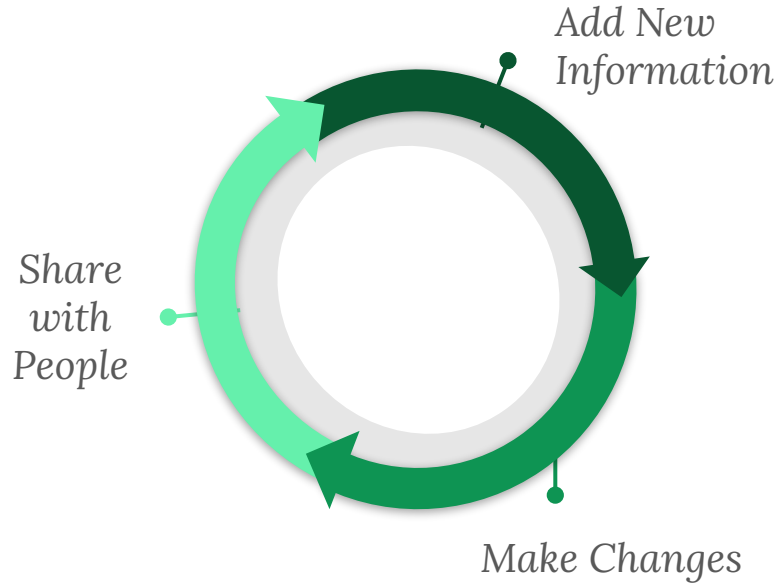 Add New
Information
Share
with
People
Make Changes